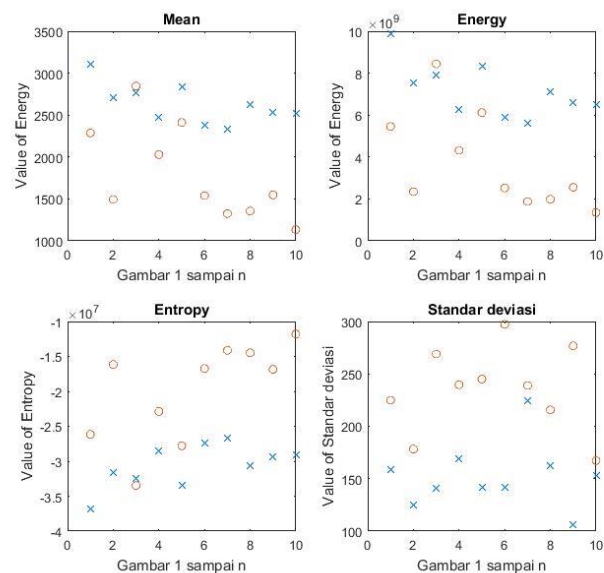 Mean
3500
3000
2500
2000
1500
1000
Value of Energy
0 2 4 6 8 10
Gambar 1 sampai n
Energy
×10^9
10
8
6
4
2
0
Value of Energy
0 2 4 6 8 10
Gambar 1 sampai n
Entropy
×10^7
-1
-1.5
-2
-2.5
-3
-3.5
-4
Value of Entropy
0 2 4 6 8 10
Gambar 1 sampai n
Standar deviasi
300
250
200
150
100
Value of Standar deviasi
0 2 4 6 8 10
Gambar 1 sampai n